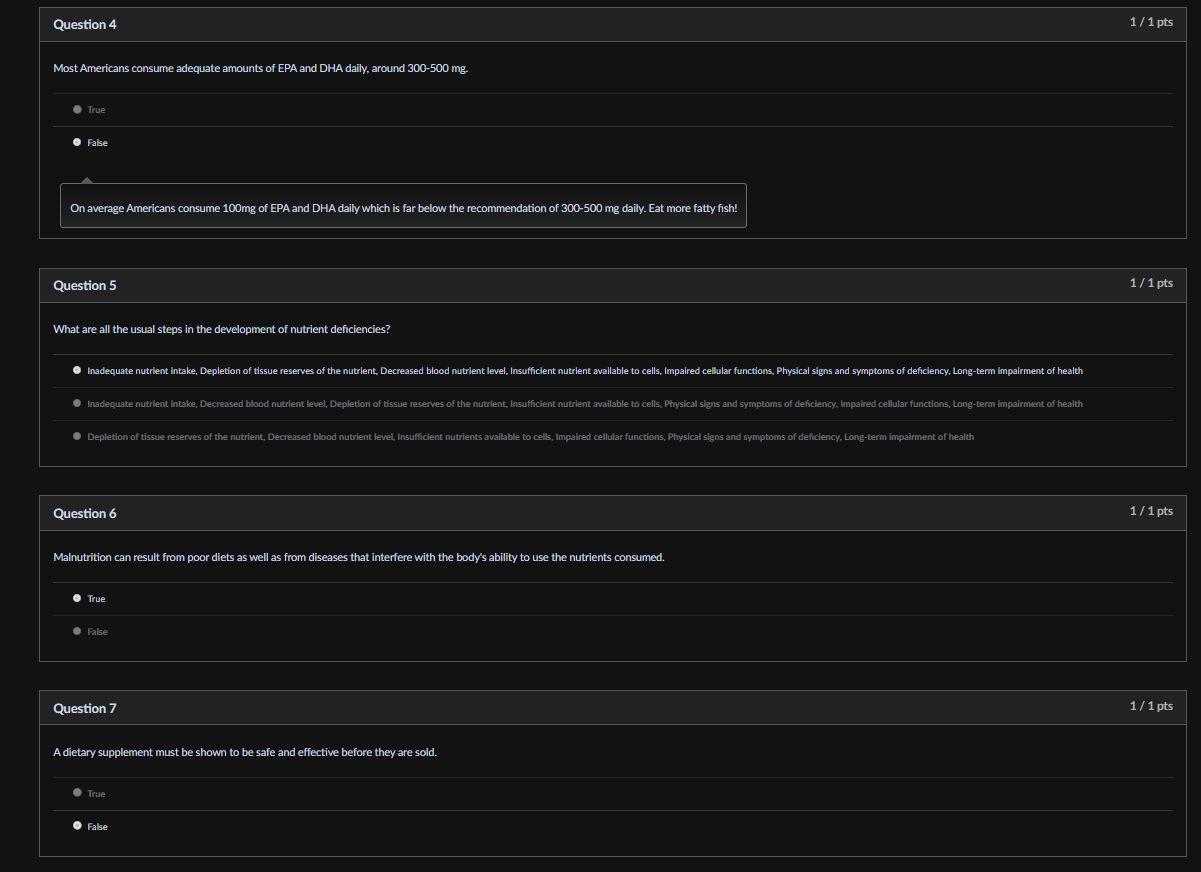 Question 4
1 / 1 pts
Most Americans consume adequate amounts of EPA and DHA daily, around 300-500 mg.
True
False
On average Americans consume 100mg of EPA and DHA daily which is far below the recommendation of 300-500 mg daily. Eat more fatty fish!
Question 5
1 / 1 pts
What are all the usual steps in the development of nutrient deficiencies?
Inadequate nutrient intake, Depletion of tissue reserves of the nutrient, Decreased blood nutrient level, Insufficient nutrient available to cells, Impaired cellular functions, Physical signs and symptoms of deficiency, Long-term impairment of health
Inadequate nutrient intake, Decreased blood nutrient level, Depletion of tissue reserves of the nutrient, Insufficient nutrient available to cells, Physical signs and symptoms of deficiency, Impaired cellular functions, Long-term impairment of health
Depletion of tissue reserves of the nutrient, Decreased blood nutrient level, Insufficient nutrients available to cells, Impaired cellular functions, Physical signs and symptoms of deficiency, Long-term impairment of health
Question 6
1 / 1 pts
Malnutrition can result from poor diets as well as from diseases that interfere with the body's ability to use the nutrients consumed.
True
False
Question 7
1 / 1 pts
A dietary supplement must be shown to be safe and effective before they are sold.
True
False